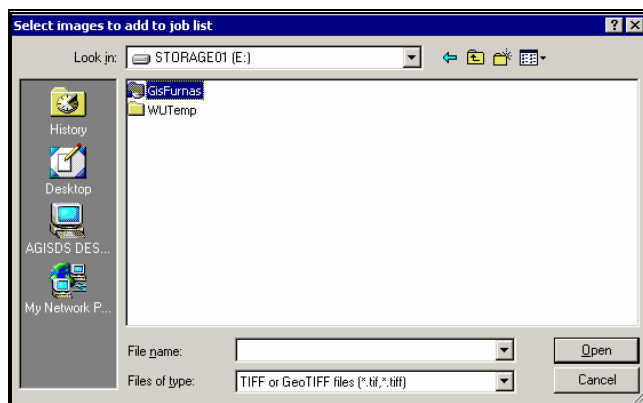 Select images to add to job list
Look in: STORAGE01 (E:)
History
Desktop
AGISDS DES...
My Network P...
GisFurnas
WUTemp
File name:
Open
Files of type: TIFF or GeoTIFF files (*.tif,*.tiff)
Cancel